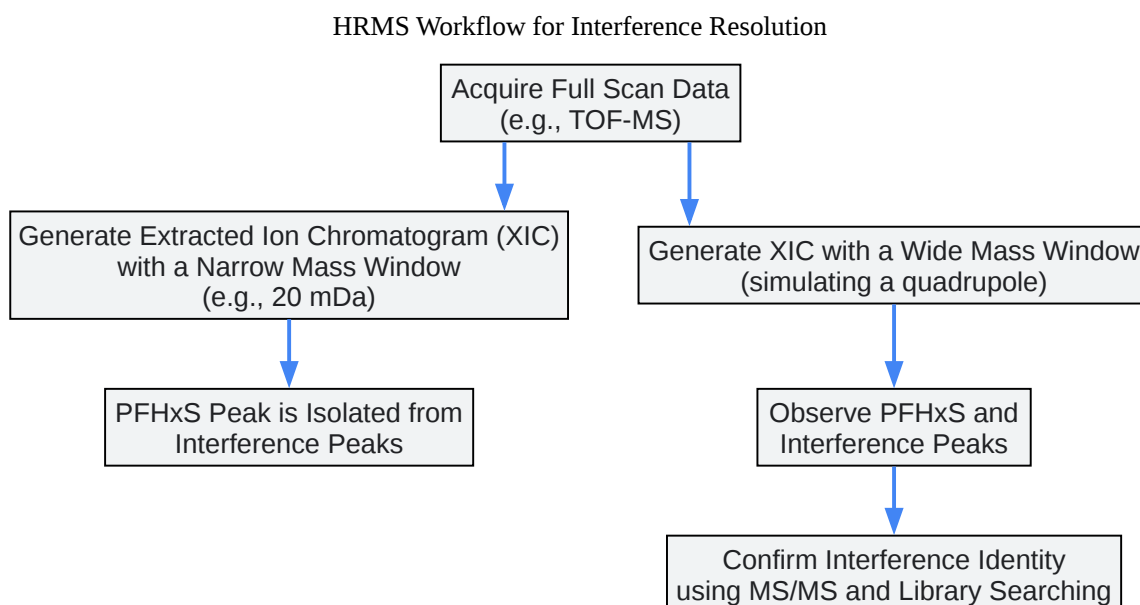 HRMS Workflow for Interference Resolution
Acquire Full Scan Data
(e.g., TOF-MS)
Generate Extracted Ion Chromatogram (XIC)
with a Narrow Mass Window
(e.g., 20 mDa)
Generate XIC with a Wide Mass Window
(simulating a quadrupole)
PFHxS Peak is Isolated from
Interference Peaks
Observe PFHxS and
Interference Peaks
Confirm Interference Identity
using MS/MS and Library Searching